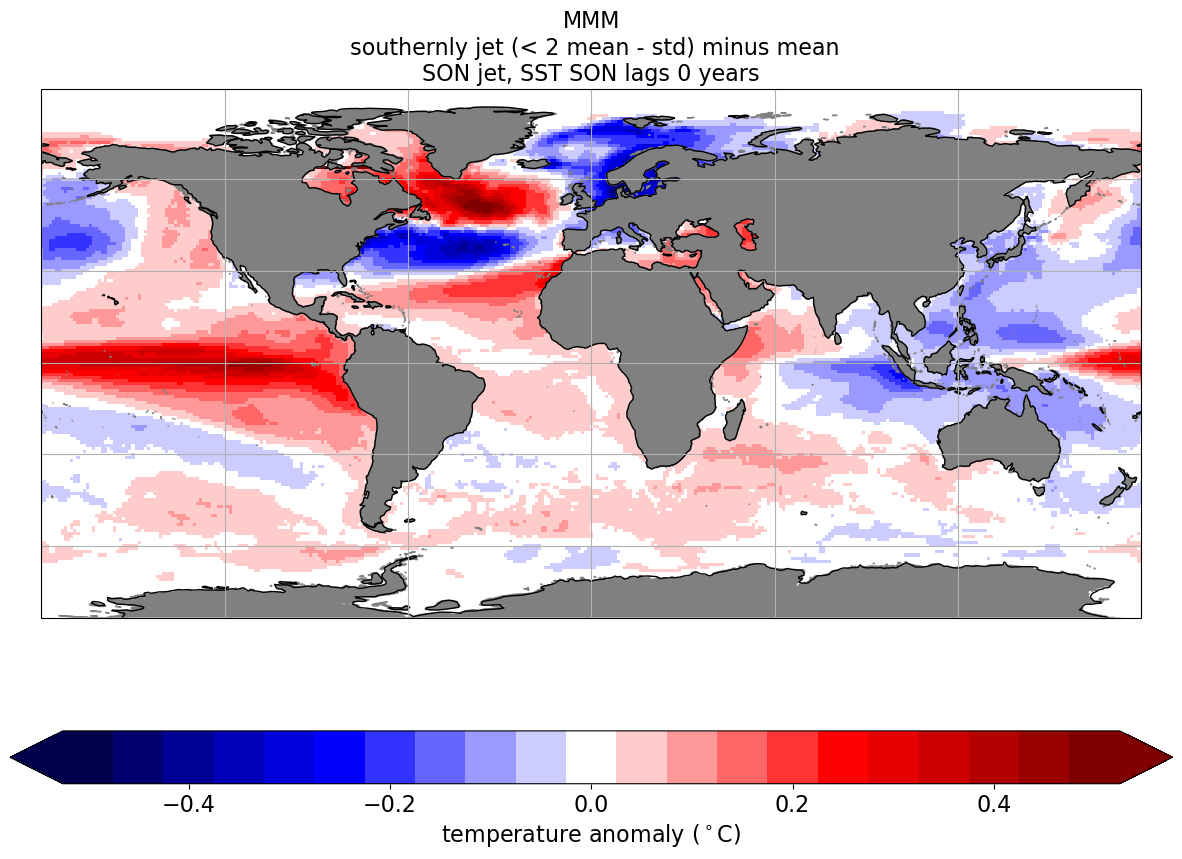 MMM
southernly jet (< 2 mean - std) minus mean
SON jet, SST SON lags 0 years
−0.4 −0.2 0.0 0.2 0.4
temperature anomaly (°C)